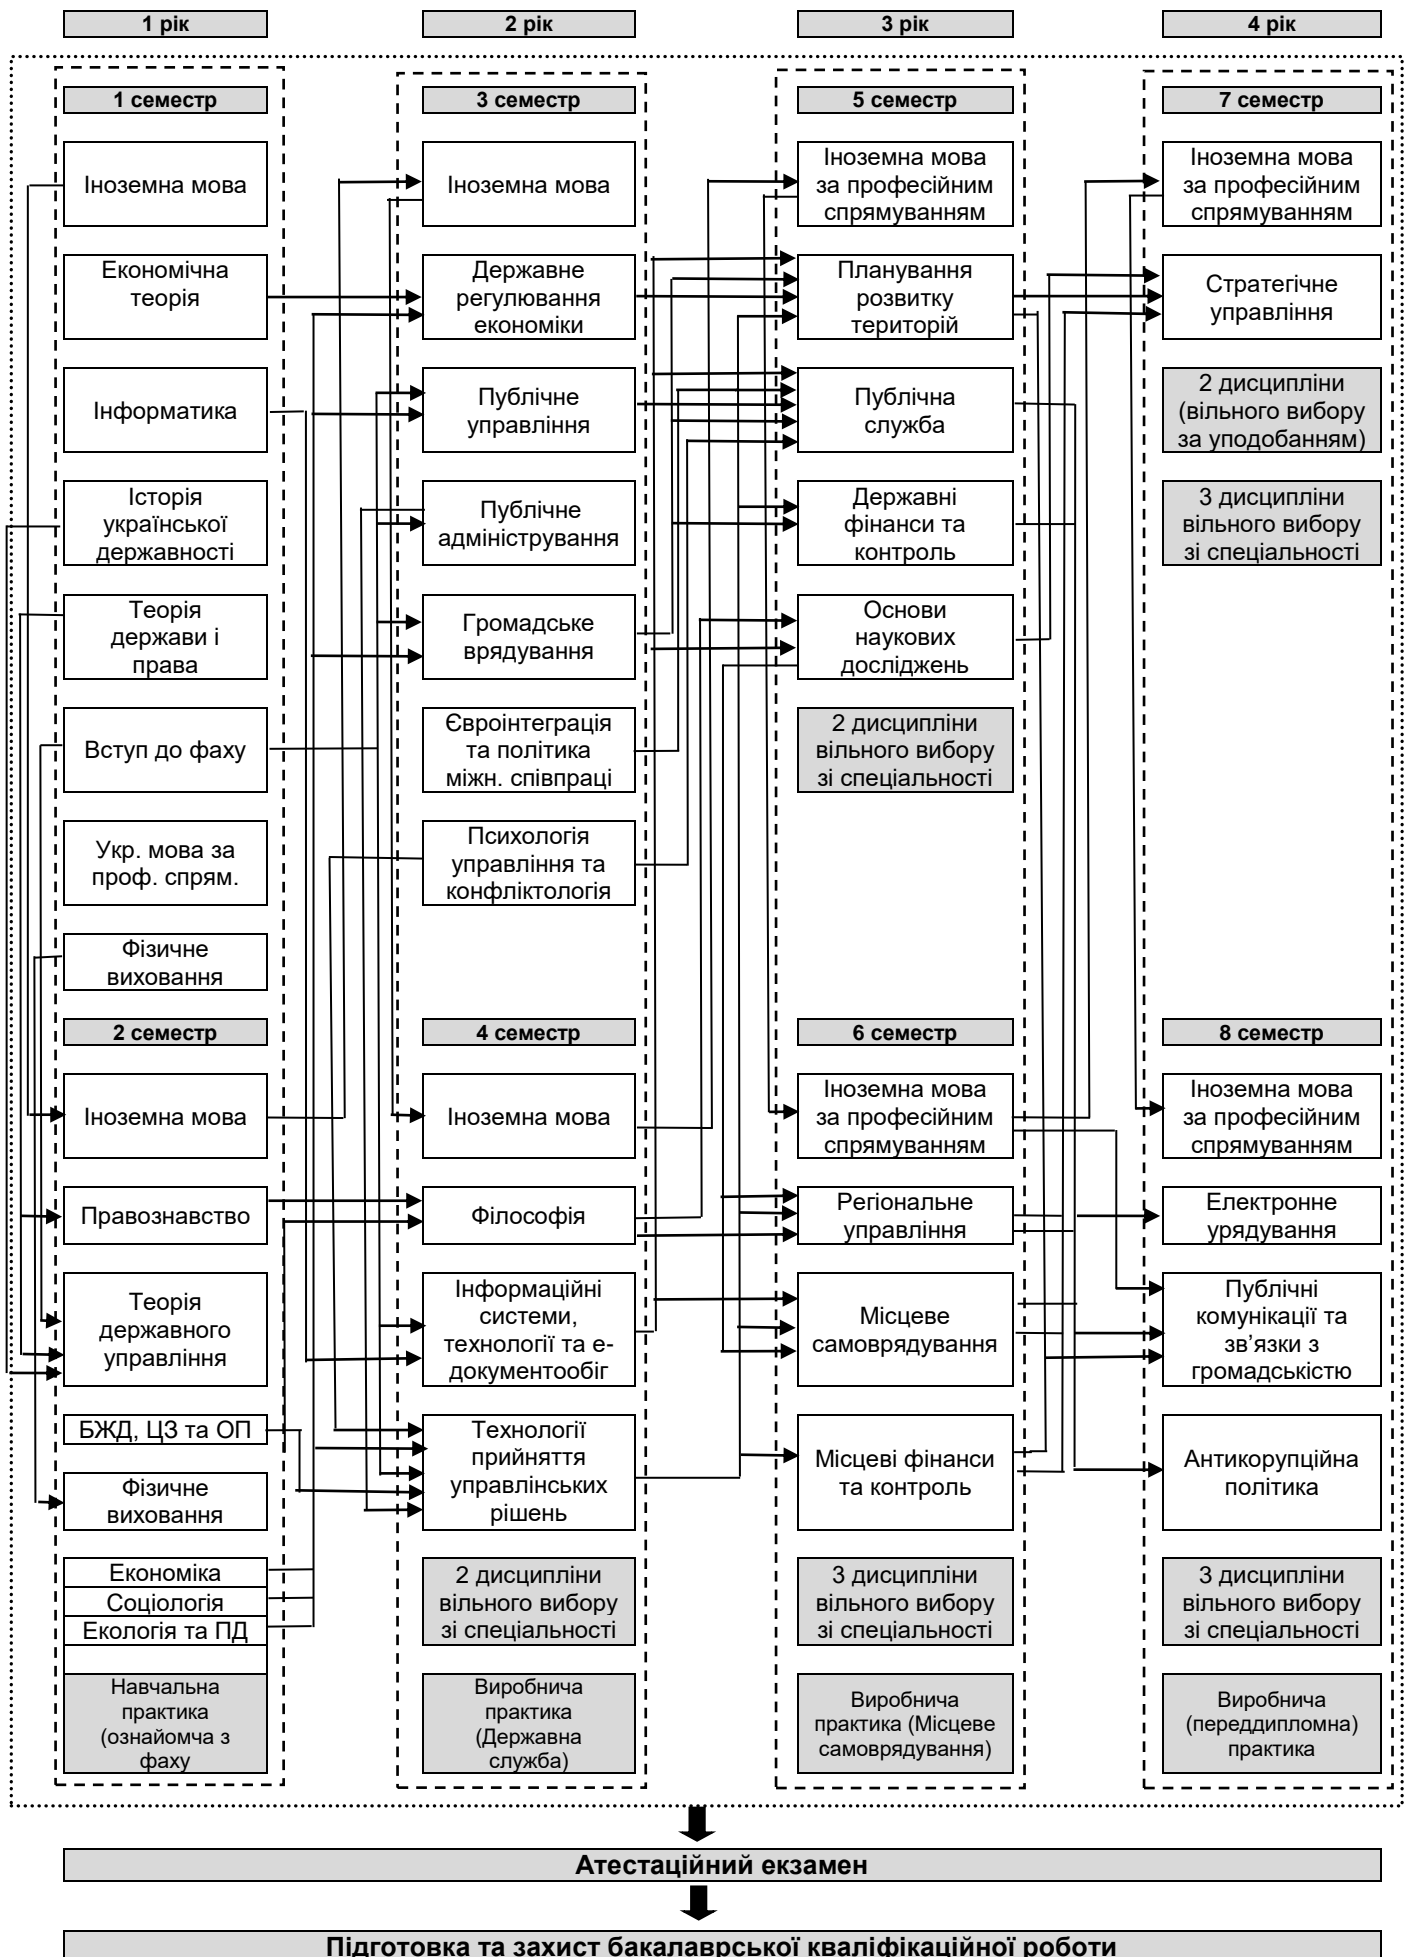 1 рік
2 рік
3 рік
4 рік
1 семестр
Іноземна мова
Економічна
теорія
Інформатика
Історія
української
державності
Теорія
держави і
права
Вступ до фаху
Укр. мова за
проф. спрям.
Фізичне
виховання
2 семестр
Іноземна мова
Правознавство
Теорія
державного
управління
БЖД, ЦЗ та ОП
Фізичне
виховання
Економіка
Соціологія
Екологія та ПД
Навчальна
практика
(ознайомча з
фаху
3 семестр
Іноземна мова
Державне
регулювання
економіки
Публічне
управління
Публічне
адміністрування
Громадське
врядування
Євроінтеграція
та політика
міжн. співпраці
Психологія
управління та
конфліктологія
4 семестр
Іноземна мова
Філософія
Інформаційні
системи,
технології та е-
документообіг
Технології
прийняття
управлінських
рішень
2 дисципліни
вільного вибору
зі спеціальності
Виробнича
практика
(Державна
служба)
5 семестр
Іноземна мова
за професійним
спрямуванням
Планування
розвитку
територій
Публічна
служба
Державні
фінанси та
контроль
Основи
наукових
досліджень
2 дисципліни
вільного вибору
зі спеціальності
6 семестр
Іноземна мова
за професійним
спрямуванням
Регіональне
управління
Місцеве
самоврядування
Місцеві фінанси
та контроль
3 дисципліни
вільного вибору
зі спеціальності
Виробнича
практика (Місцеве
самоврядування)
7 семестр
Іноземна мова
за професійним
спрямуванням
Стратегічне
управління
2 дисципліни
(вільного вибору
за уподобанням)
3 дисципліни
вільного вибору
зі спеціальності
8 семестр
Іноземна мова
за професійним
спрямуванням
Електронне
урядування
Публічні
комунікації та
зв’язки з
громадськістю
Антикорупційна
політика
3 дисципліни
вільного вибору
зі спеціальності
Виробнича
(переддипломна)
практика
Атестаційний екзамен
Підготовка та захист бакалаврської кваліфікаційної роботи